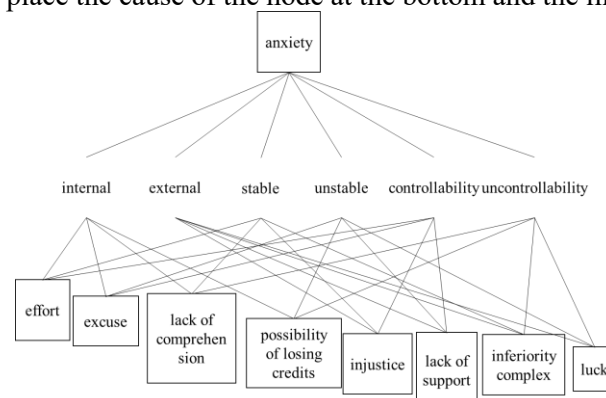 place the cause of the node at the bottom and the
anxiety
internal external stable unstable controllability uncontrollability
effort
excuse
lack of
comprehen
sion
possibility
of losing
credits
injustice
lack of
support
inferiority
complex
luck